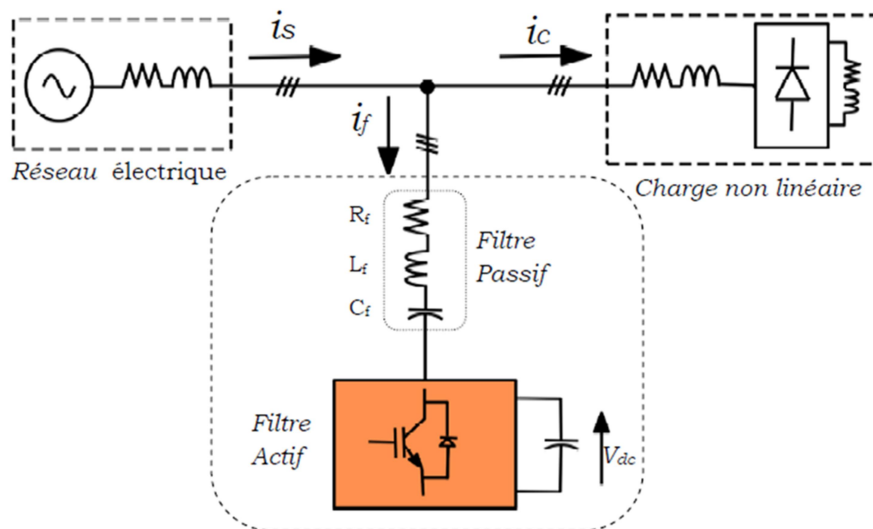 is
ic
if
Réseau électrique
Charge non linéaire
Rf
Lf
Cf
Filtre
Passif
Filtre
Actif
Vdc